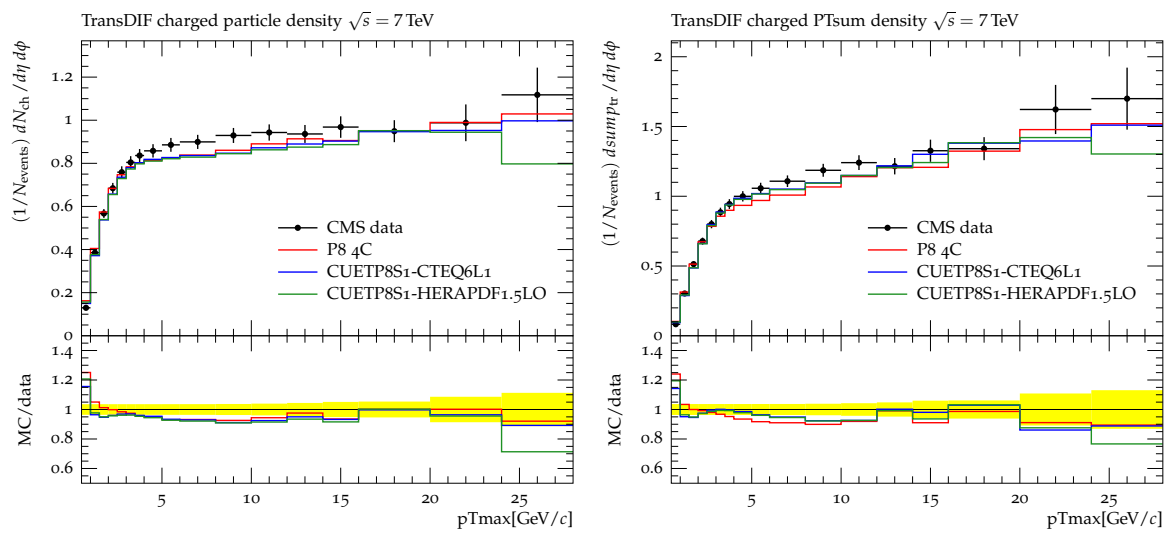 TransDIF charged particle density √s = 7 TeV
(1/N_events) dN_ch/dη dϕ
1.2
1
0.8
0.6
0.4
0.2
0
CMS data
P8 4C
CUETP8S1-CTEQ6L1
CUETP8S1-HERAPDF1.5LO
MC/data
1.4
1.2
1
0.8
0.6
5 10 15 20 25
pTmax[GeV/c]
TransDIF charged PTsum density √s = 7 TeV
(1/N_events) dsump_tr/dη dϕ
2
1.5
1
0.5
0
CMS data
P8 4C
CUETP8S1-CTEQ6L1
CUETP8S1-HERAPDF1.5LO
MC/data
1.4
1.2
1
0.8
0.6
5 10 15 20 25
pTmax[GeV/c]